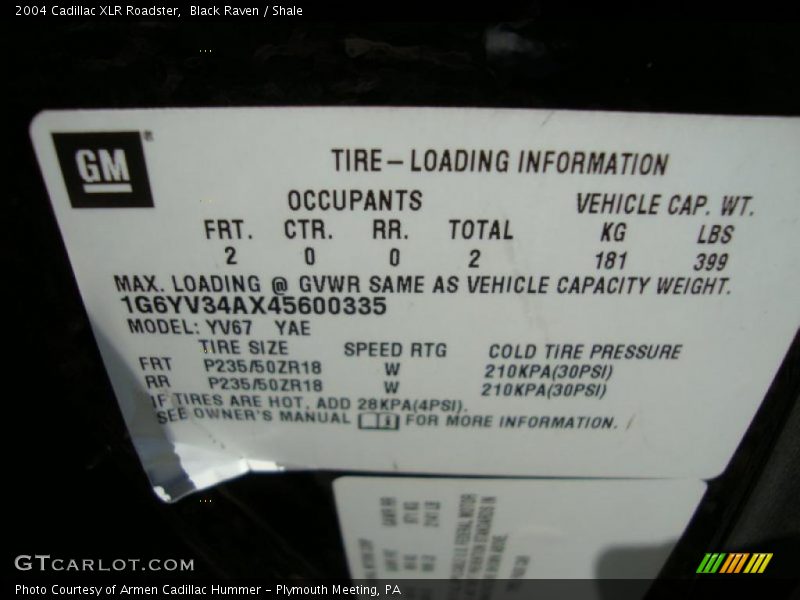 2004 Cadillac XLR Roadster,  Black Raven / Shale
GM®
TIRE–LOADING INFORMATION
OCCUPANTS VEHICLE CAP. WT.
FRT. CTR. RR. TOTAL KG LBS
2 0 0 2 181 399
MAX. LOADING @ GVWR SAME AS VEHICLE CAPACITY WEIGHT.
1G6YV34AX45600335
MODEL: YV67 YAE
TIRE SIZE SPEED RTG COLD TIRE PRESSURE
FRT P235/50ZR18 W 210KPA(30PSI)
RR P235/50ZR18 W 210KPA(30PSI)
IF TIRES ARE HOT, ADD 28KPA(4PSI).
SEE OWNER'S MANUAL FOR MORE INFORMATION.
GTCARLOT.COM
Photo Courtesy of Armen Cadillac Hummer – Plymouth Meeting, PA